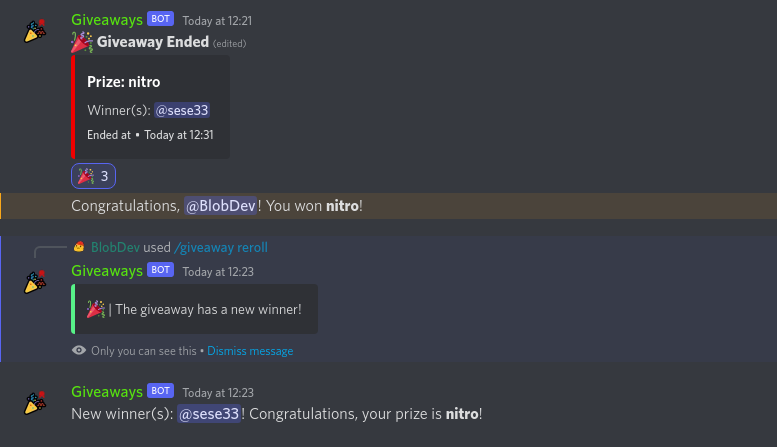 Giveaways BOT Today at 12:21
🎉 Giveaway Ended (edited)
Prize: nitro
Winner(s): @sese33
Ended at • Today at 12:31
🎉 3
Congratulations, @BlobDev! You won nitro!
BlobDev used /giveaway reroll
Giveaways BOT Today at 12:23
🎉 | The giveaway has a new winner!
Only you can see this • Dismiss message
Giveaways BOT Today at 12:23
New winner(s): @sese33! Congratulations, your prize is nitro!